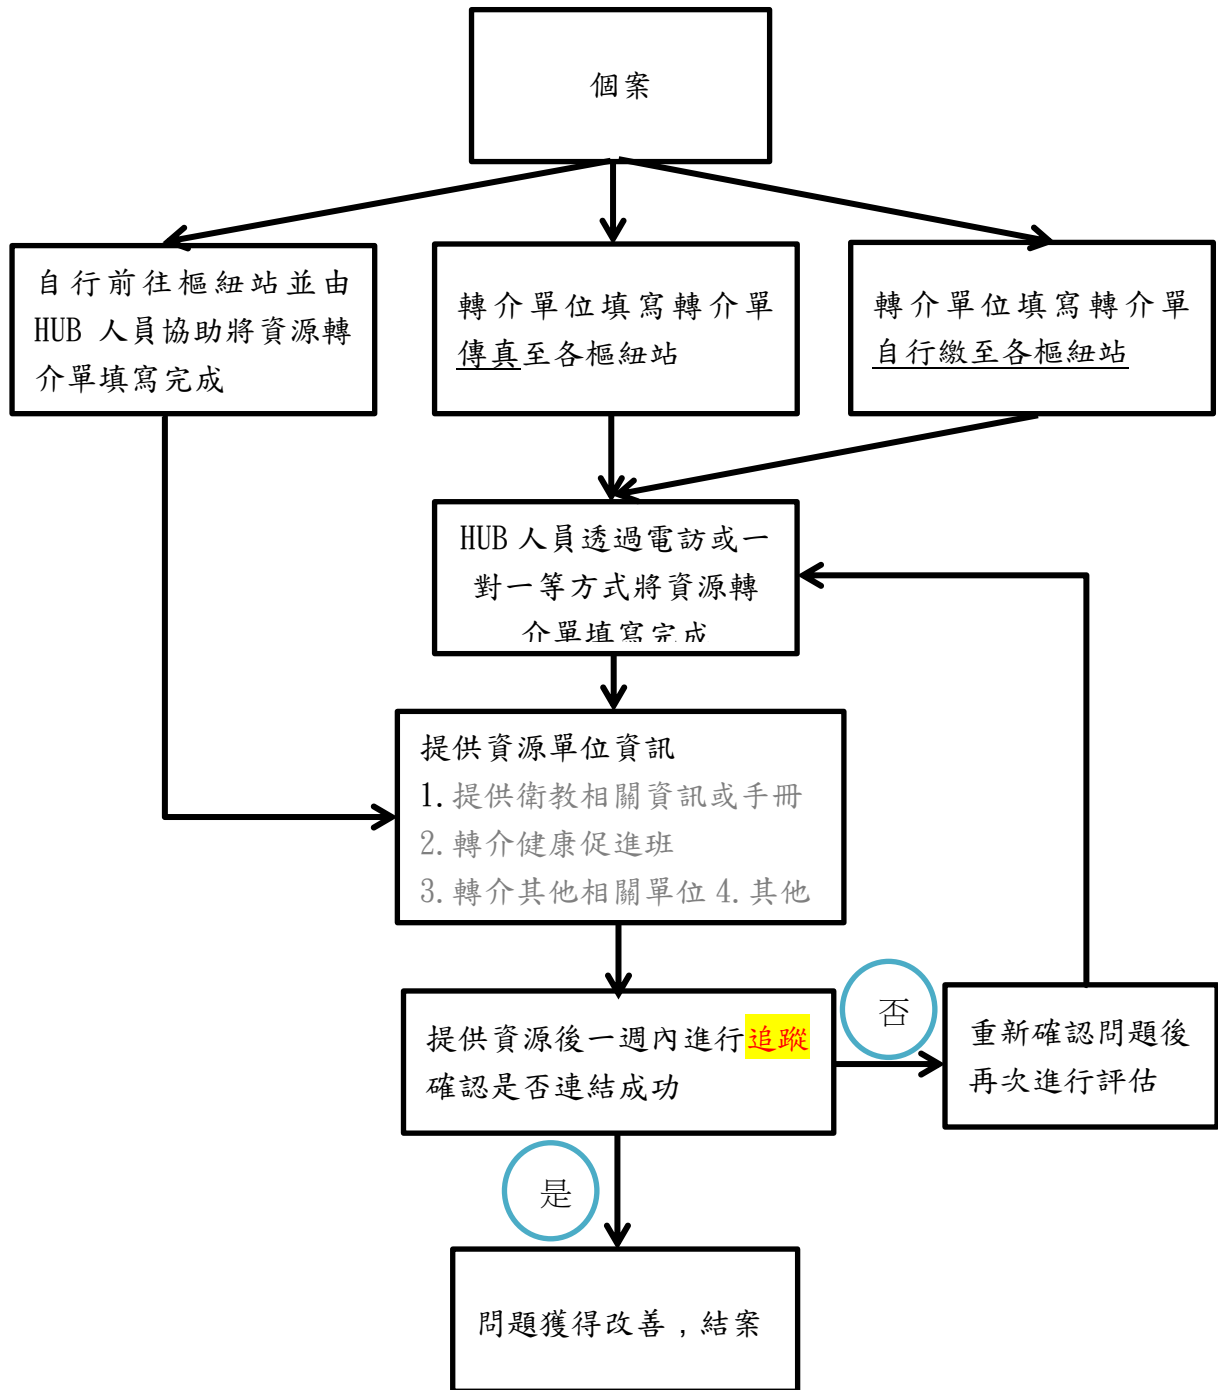 個案
自行前往樞紐站並由
HUB 人員協助將資源轉
介單填寫完成
轉介單位填寫轉介單
傳真至各樞紐站
轉介單位填寫轉介單
自行繳至各樞紐站
HUB 人員透過電訪或一
對一等方式將資源轉
介單填寫完成
提供資源單位資訊
1.提供衛教相關資訊或手冊
2.轉介健康促進班
3.轉介其他相關單位 4.其他
提供資源後一週內進行追蹤
確認是否連結成功
否
重新確認問題後
再次進行評估
是
問題獲得改善，結案